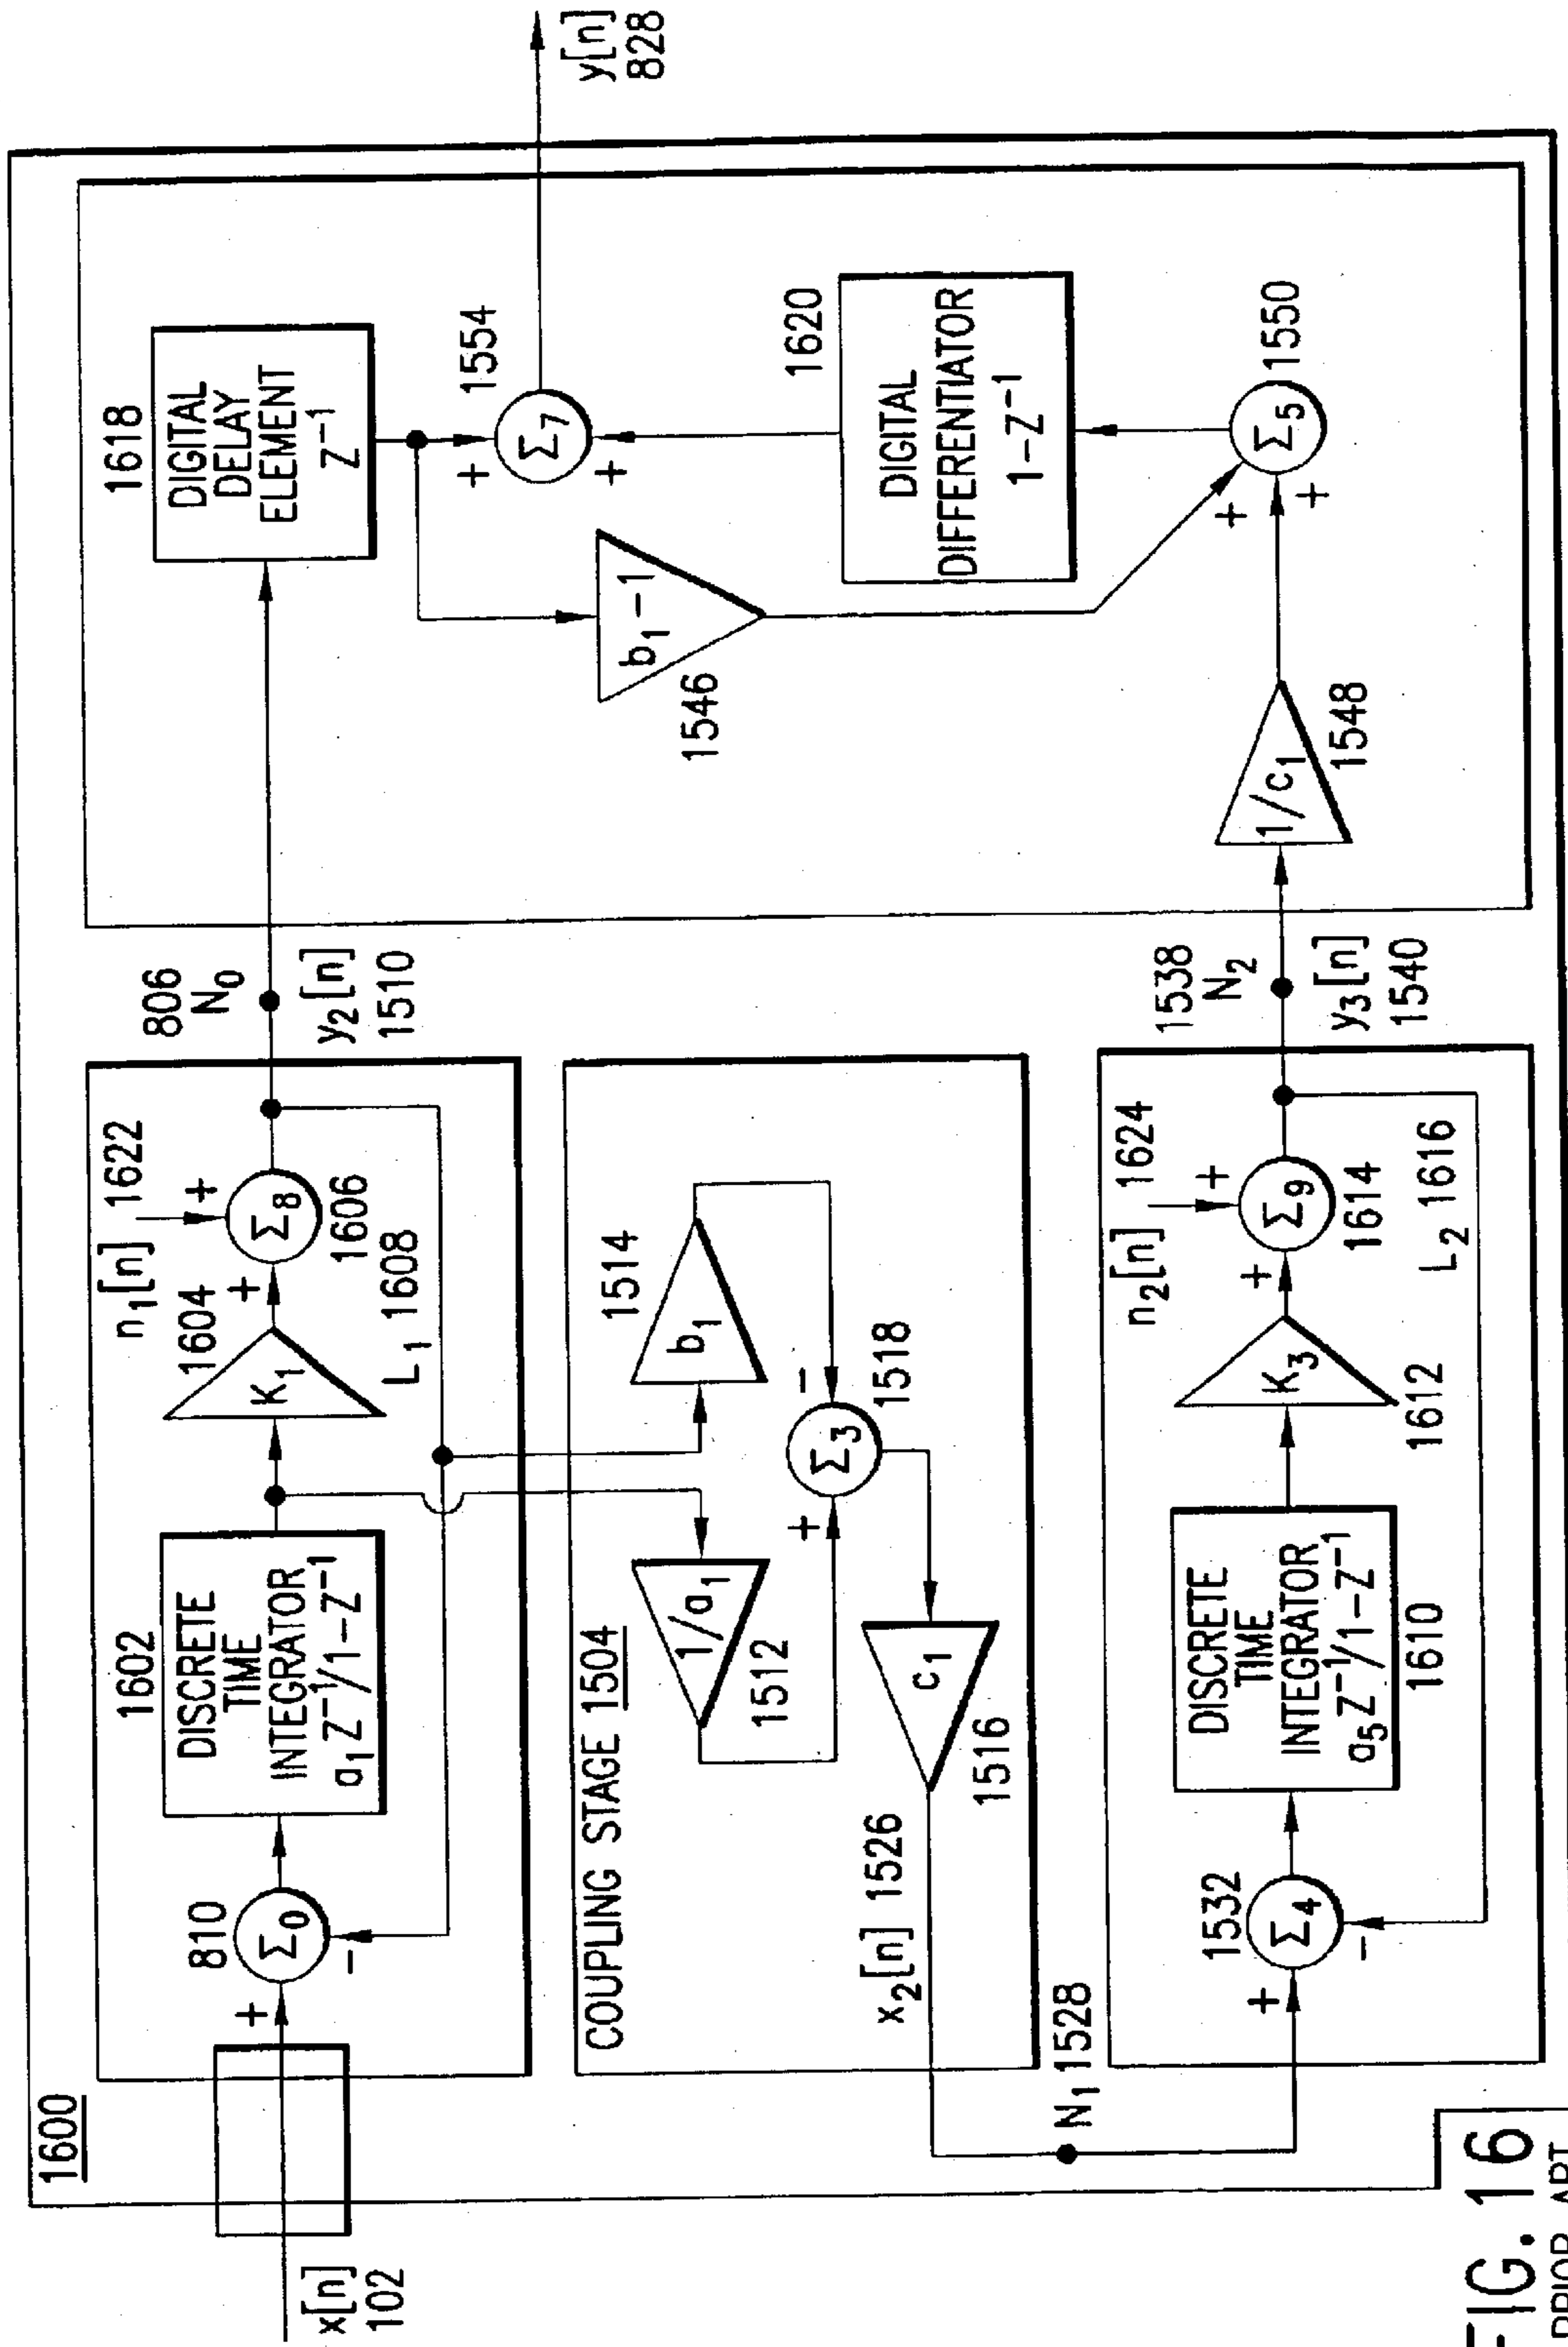 1600
x[n]
102
810
Σ0
+
-
1602
DISCRETE
TIME
INTEGRATOR
a1Z-1/1-Z-1
K1
1604
n1[n]
1622
+
+
Σ8
1606
L1 1608
806
N0
y2[n]
1510
1618
DIGITAL
DELAY
ELEMENT
Z-1
+
Σ7
+
1554
y[n]
828
b1-1
1546
1620
DIGITAL
DIFFERENTIATOR
1-Z-1
+
+
Σ5
1550
1/c1
1548
COUPLING STAGE 1504
1/a1
1512
b1
1514
+
-
Σ3
1518
c1
1516
x2[n] 1526
N1 1528
1532
+
Σ4
-
DISCRETE
TIME
INTEGRATOR
a5Z-1/1-Z-1
1610
K3
1612
n2[n]
1624
+
+
Σ9
1614
L2 1616
1538
N2
y3[n]
1540
FIG. 16
PRIOR ART